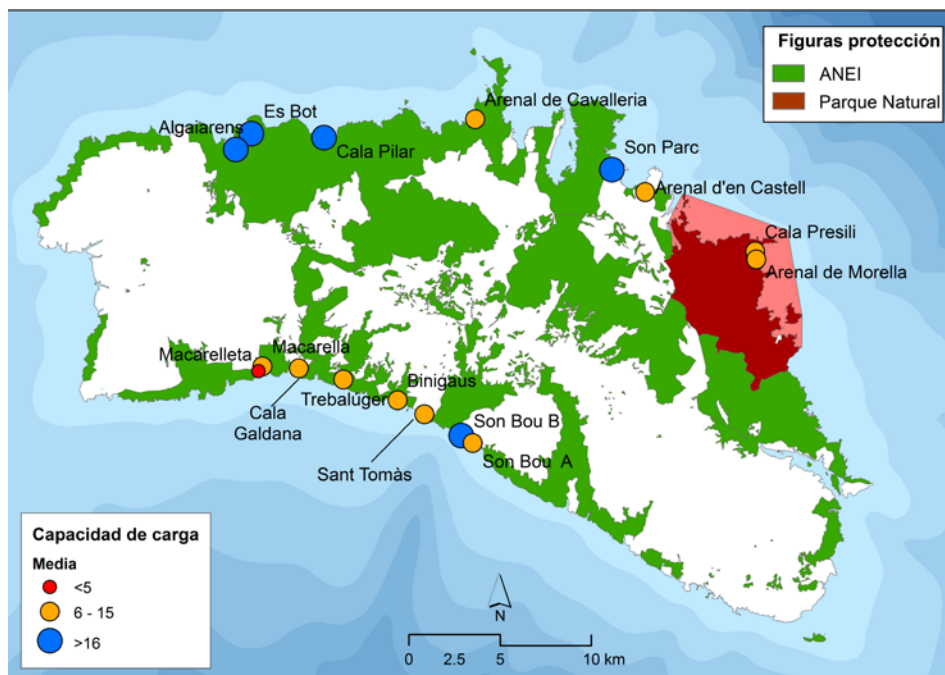 Figuras protección
ANEI
Parque Natural
Arenal de Cavalleria
Es Bot
Algaiarens
Cala Pilar
Son Parc
Arenal d'en Castell
Cala Presili
Arenal de Morella
Macarelleta
Macarella
Trebalúger
Binigaus
Cala
Galdana
Son Bou B
Son Bou A
Sant Tomàs
Capacidad de carga
Media
<5
6 - 15
>16
N
0 2.5 5 10 km